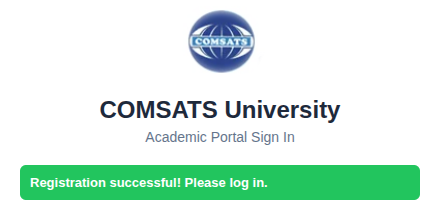 COMSATS
COMSATS University
Academic Portal Sign In
Registration successful! Please log in.